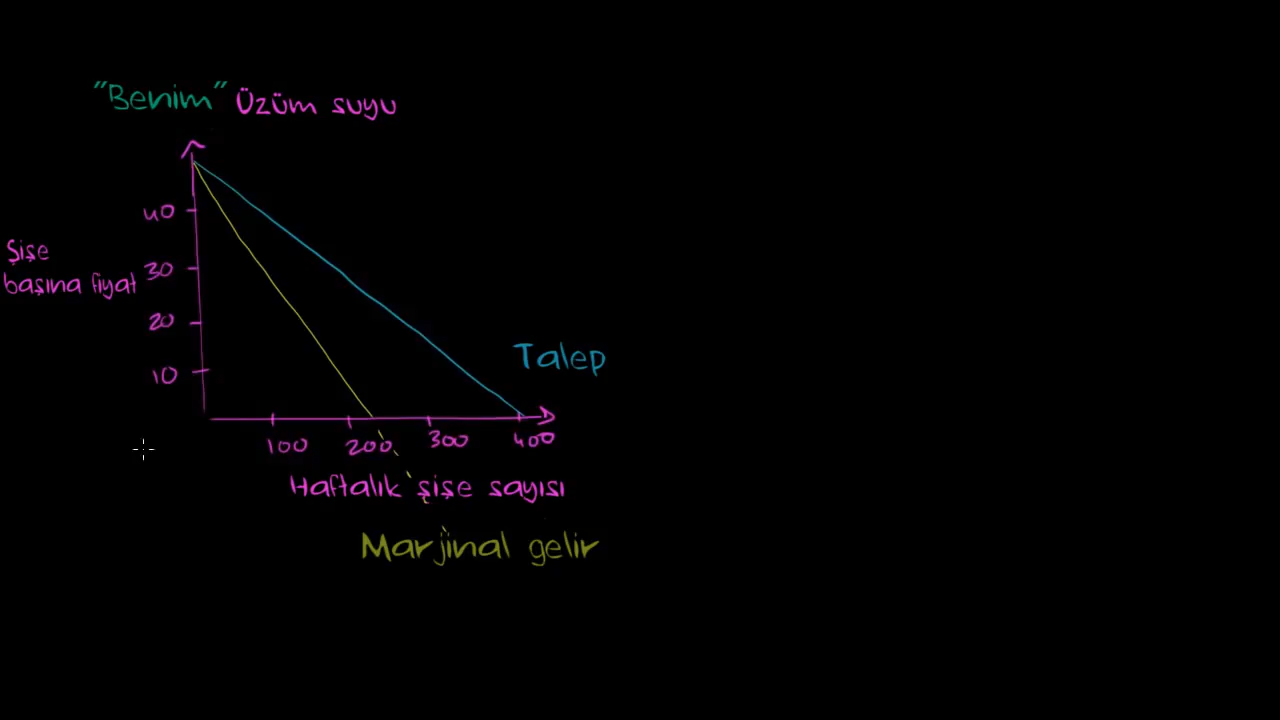 "Benim" Üzüm suyu
40
Şişe
başına fiyat
30
20
10
Talep
100 200 300 400
Haftalık şişe sayısı
Marjinal gelir